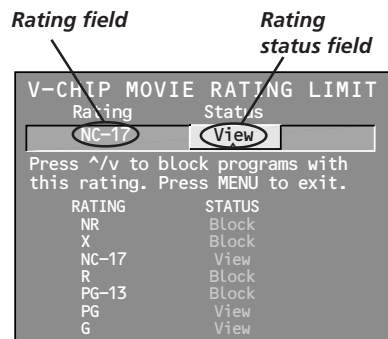 Rating field
Rating
status field
V-CHIP MOVIE RATING LIMIT
Rating Status
NC-17 View
Press ^/v to block programs with
this rating. Press MENU to exit.
RATING STATUS
NR Block
X Block
NC-17 View
R Block
PG-13 Block
PG View
G View